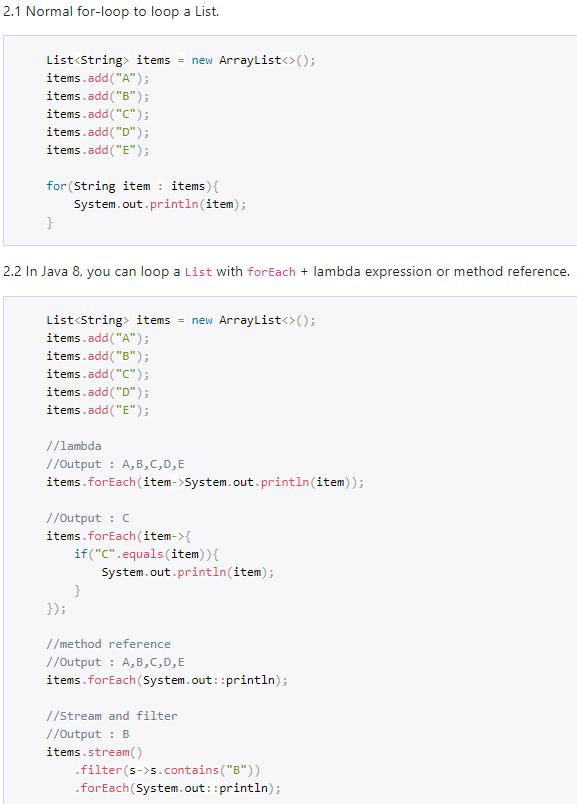 2.1 Normal for-loop to loop a List.
List<String> items = new ArrayList<>();
items.add("A");
items.add("B");
items.add("C");
items.add("D");
items.add("E");
for(String item : items){
System.out.println(item);
}
2.2 In Java 8, you can loop a List with forEach + lambda expression or method reference.
List<String> items = new ArrayList<>();
items.add("A");
items.add("B");
items.add("C");
items.add("D");
items.add("E");
//lambda
//Output : A,B,C,D,E
items.forEach(item->System.out.println(item));
//Output : C
items.forEach(item->{
if("C".equals(item)){
System.out.println(item);
}
});
//method reference
//Output : A,B,C,D,E
items.forEach(System.out::println);
//Stream and filter
//Output : B
items.stream()
.filter(s->s.contains("B"))
.forEach(System.out::println);